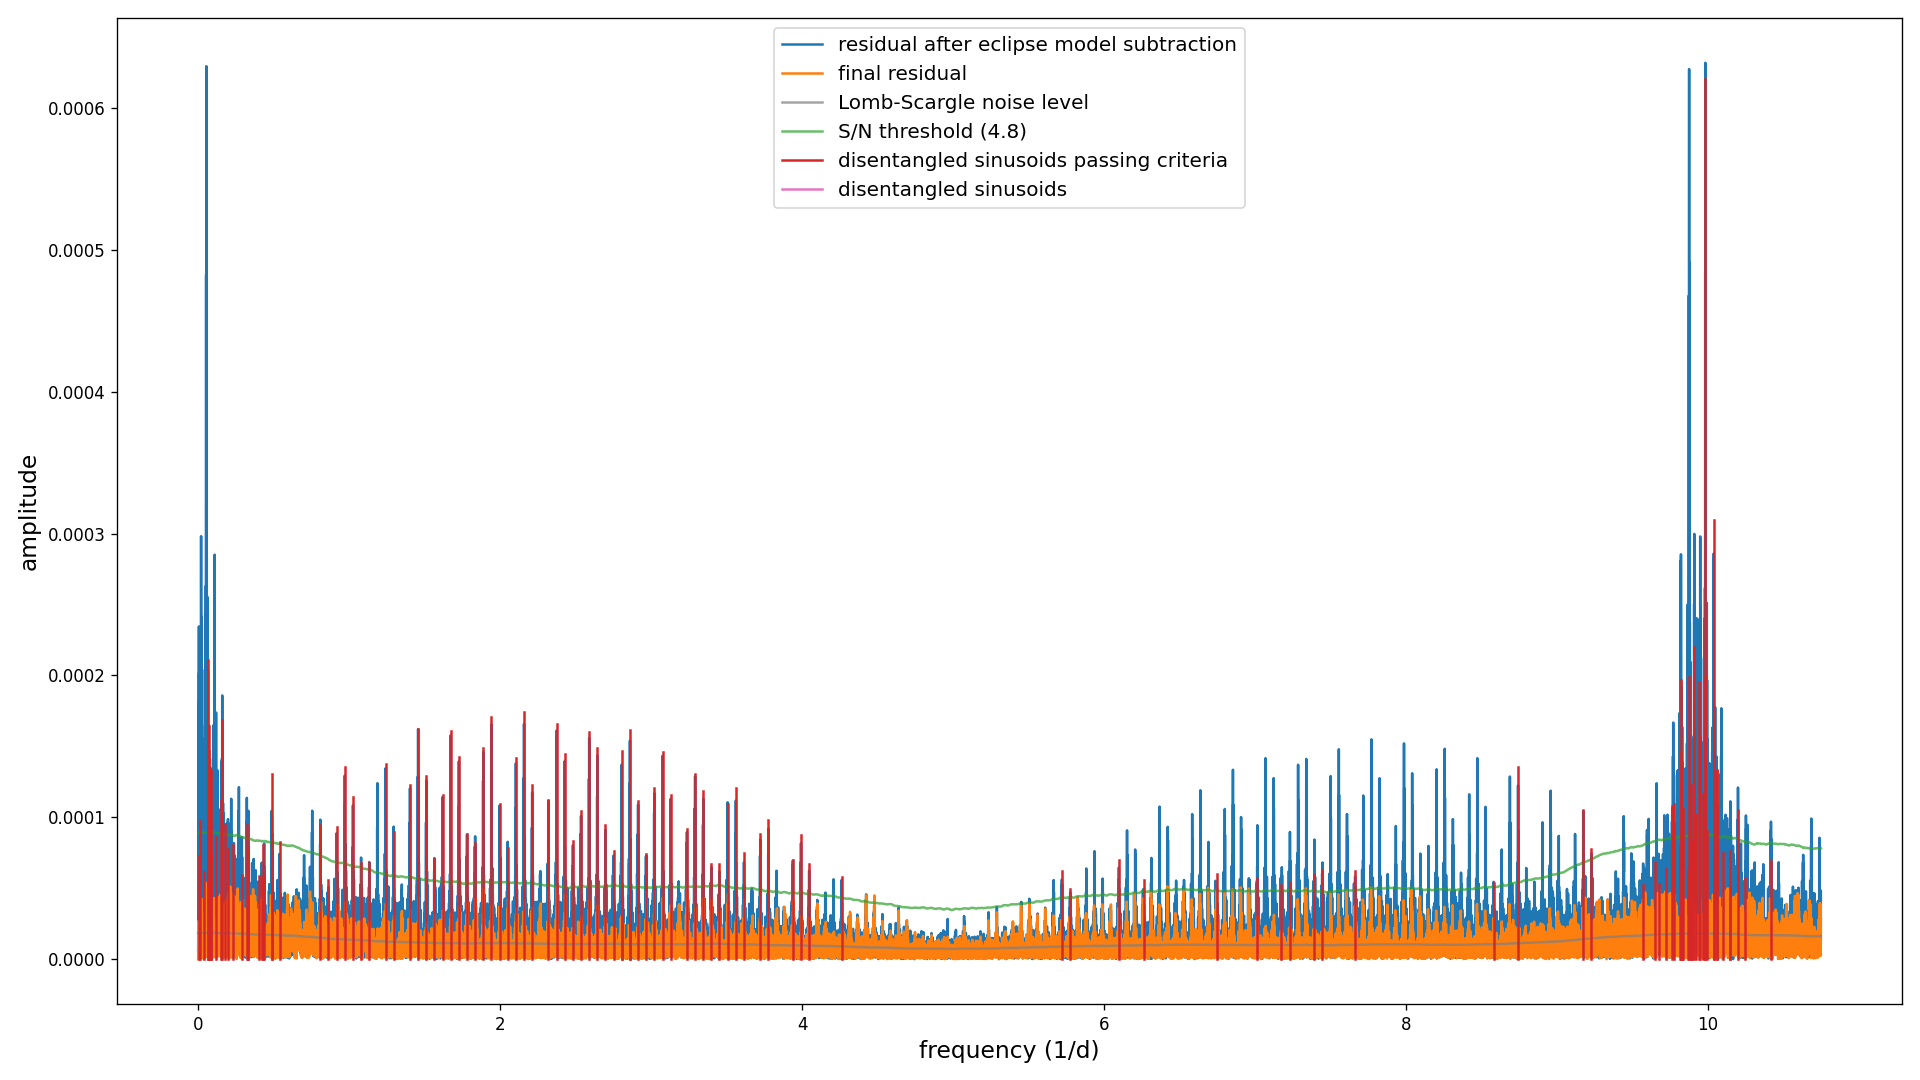 residual after eclipse model subtraction
final residual
Lomb-Scargle noise level
S/N threshold (4.8)
disentangled sinusoids passing criteria
disentangled sinusoids
amplitude
0.0006
0.0005
0.0004
0.0003
0.0002
0.0001
0.0000
0 2 4 6 8 10
frequency (1/d)